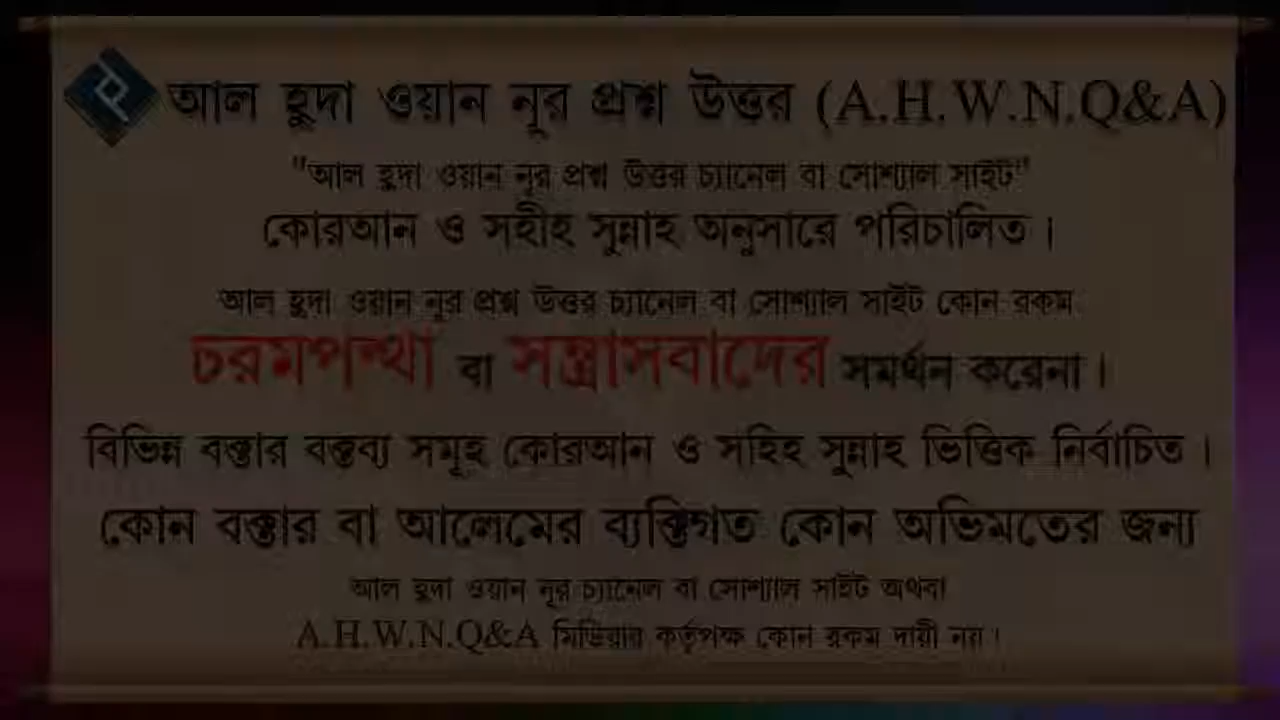 আল হুদা ওয়ান নূর প্রশ্ন উত্তর (A.H.W.N.Q&A)
"আল হুদা ওয়ান নূর প্রশ্ন উত্তর চ্যানেল বা সোশ্যাল সাইট"
কোরআন ও সহীহ সুন্নাহ অনুসারে পরিচালিত।
আল হুদা ওয়ান নূর প্রশ্ন উত্তর চ্যানেল বা সোশ্যাল সাইট কোন রকম
চরমপন্থা বা সন্ত্রাসবাদের সমর্থন করেনা।
বিভিন্ন বক্তার বক্তব্য সমূহ কোরআন ও সহিহ সুন্নাহ ভিত্তিক নির্বাচিত।
কোন বক্তার বা আলেমের ব্যক্তিগত কোন অভিমতের জন্য
আল হুদা ওয়ান নূর চ্যানেল বা সোশ্যাল সাইট অথবা
A.H.W.N.Q&A মিডিয়ার কর্তৃপক্ষ কোন রকম দায়ী নয়।